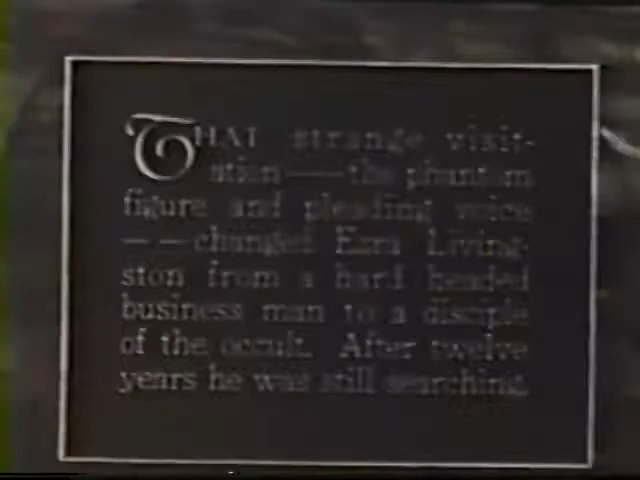 THAT strange visit-
ation——the phantom
figure and pleading voice
——changed Ezra Living-
ston from a hard headed
business man to a disciple
of the occult. After twelve
years he was still searching.